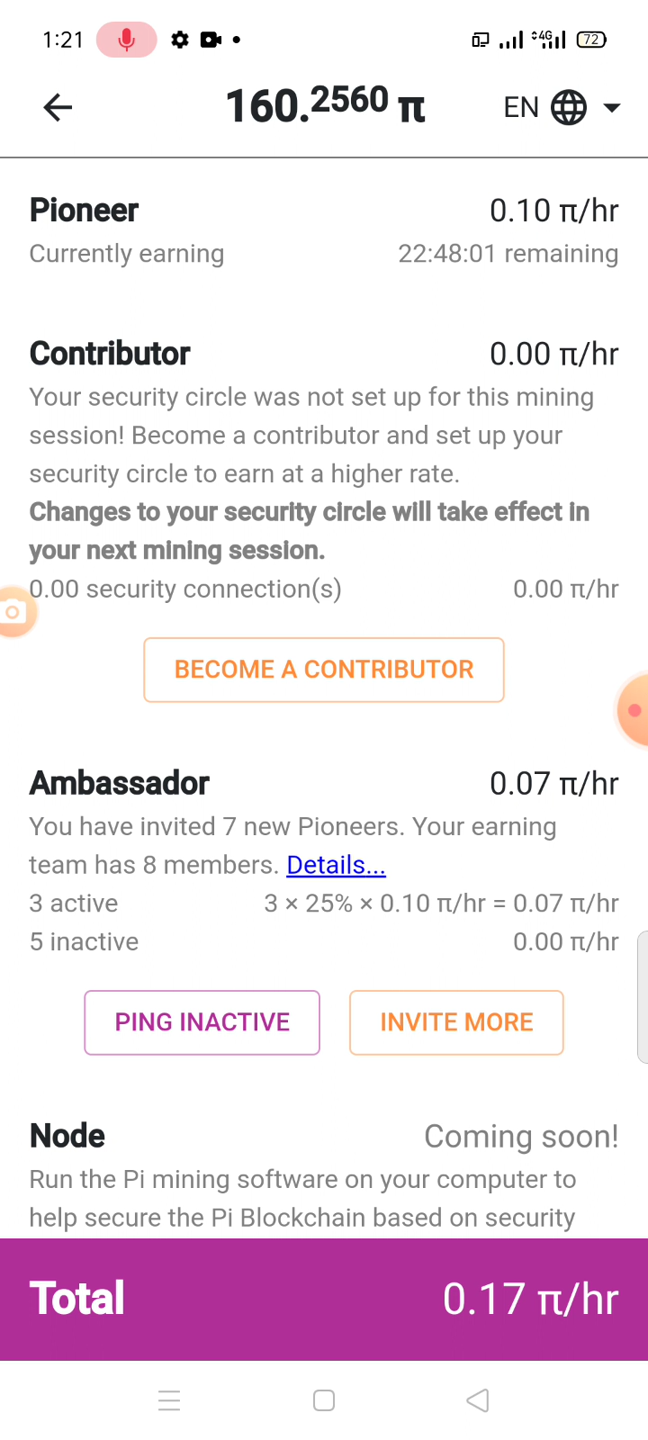 1:21 4G 72
160.2560 π EN
Pioneer 0.10 π/hr
Currently earning 22:48:01 remaining
Contributor 0.00 π/hr
Your security circle was not set up for this mining
session! Become a contributor and set up your
security circle to earn at a higher rate.
Changes to your security circle will take effect in
your next mining session.
0.00 security connection(s) 0.00 π/hr
BECOME A CONTRIBUTOR
Ambassador 0.07 π/hr
You have invited 7 new Pioneers. Your earning
team has 8 members. Details...
3 active 3 × 25% × 0.10 π/hr = 0.07 π/hr
5 inactive 0.00 π/hr
PING INACTIVE INVITE MORE
Node Coming soon!
Run the Pi mining software on your computer to
help secure the Pi Blockchain based on security
Total 0.17 π/hr